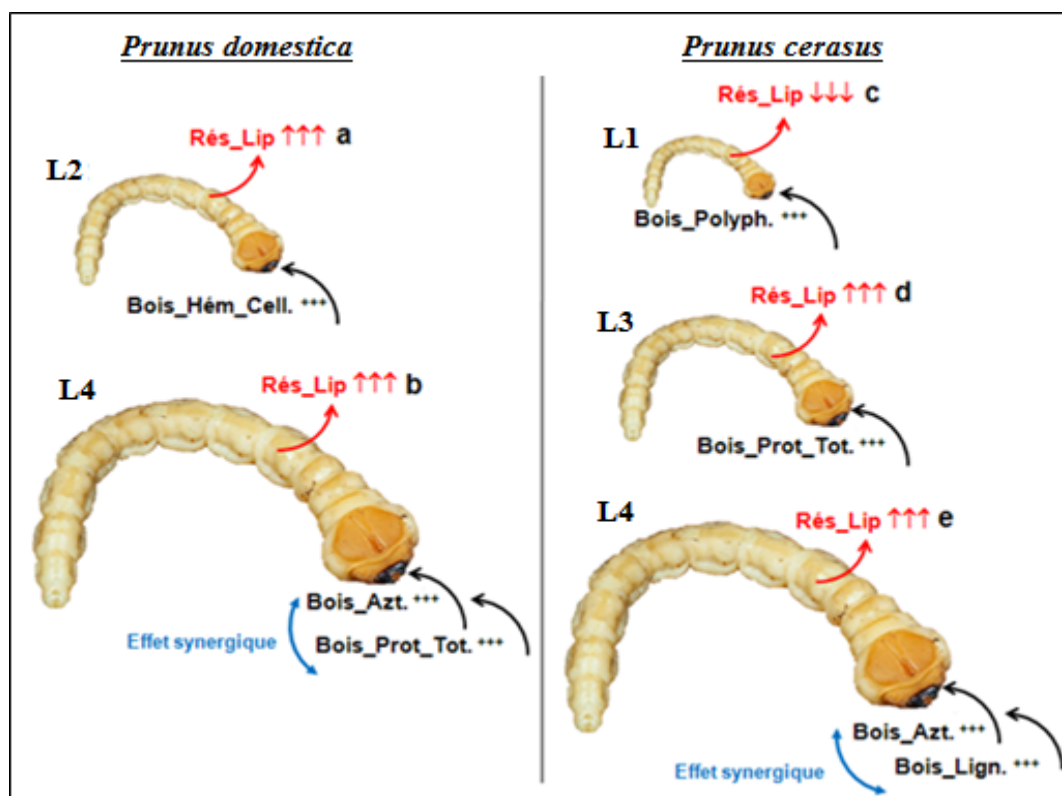 Prunus domestica
L2
Rés_Lip ↑↑↑ a
Bois_Hém_Cell. +++
L4
Rés_Lip ↑↑↑ b
Bois_Azt. +++
Effet synergique
Bois_Prot_Tot. +++
Prunus cerasus
L1
Rés_Lip ↓↓↓ c
Bois_Polyph. +++
L3
Rés_Lip ↑↑↑ d
Bois_Prot_Tot. +++
L4
Rés_Lip ↑↑↑ e
Bois_Azt. +++
Effet synergique
Bois_Lign. +++